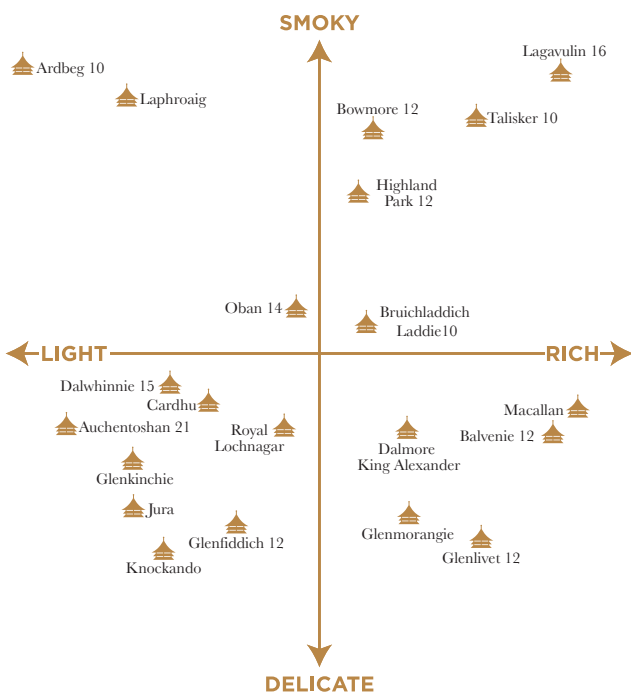 SMOKY
Lagavulin 16
Ardbeg 10
Laphroaig
Bowmore 12
Talisker 10
Highland
Park 12
Oban 14
Bruichladdich
Laddie10
LIGHT
RICH
Dalwhinnie 15
Cardhu
Macallan
Auchentoshan 21
Royal
Lochnagar
Balvenie 12
Dalmore
King Alexander
Glenkinchie
Jura
Glenfiddich 12
Glenmorangie
Glenlivet 12
Knockando
DELICATE